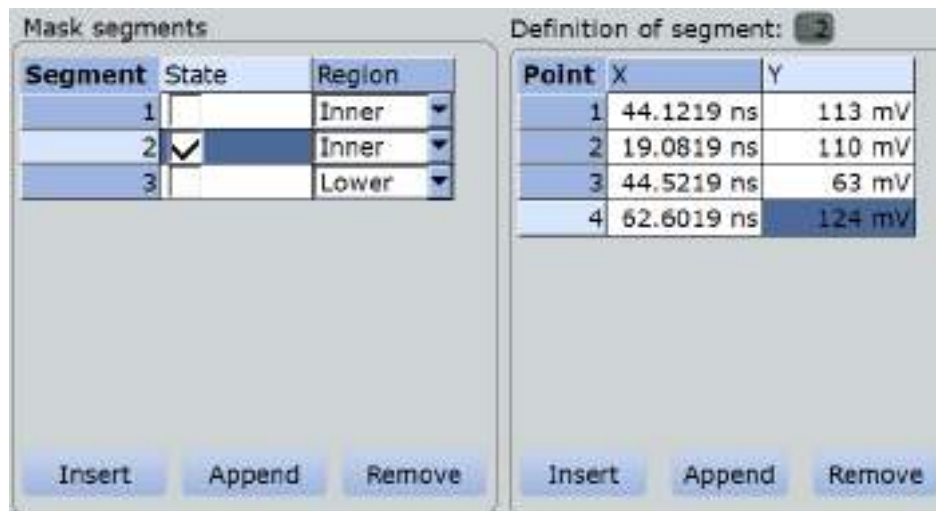 Mask segments
Segment State Region
1 Inner
2 Inner
3 Lower
Insert Append Remove
Definition of segment: 2
Point X Y
1 44.1219 ns 113 mV
2 19.0819 ns 110 mV
3 44.5219 ns 63 mV
4 62.6019 ns 124 mV
Insert Append Remove